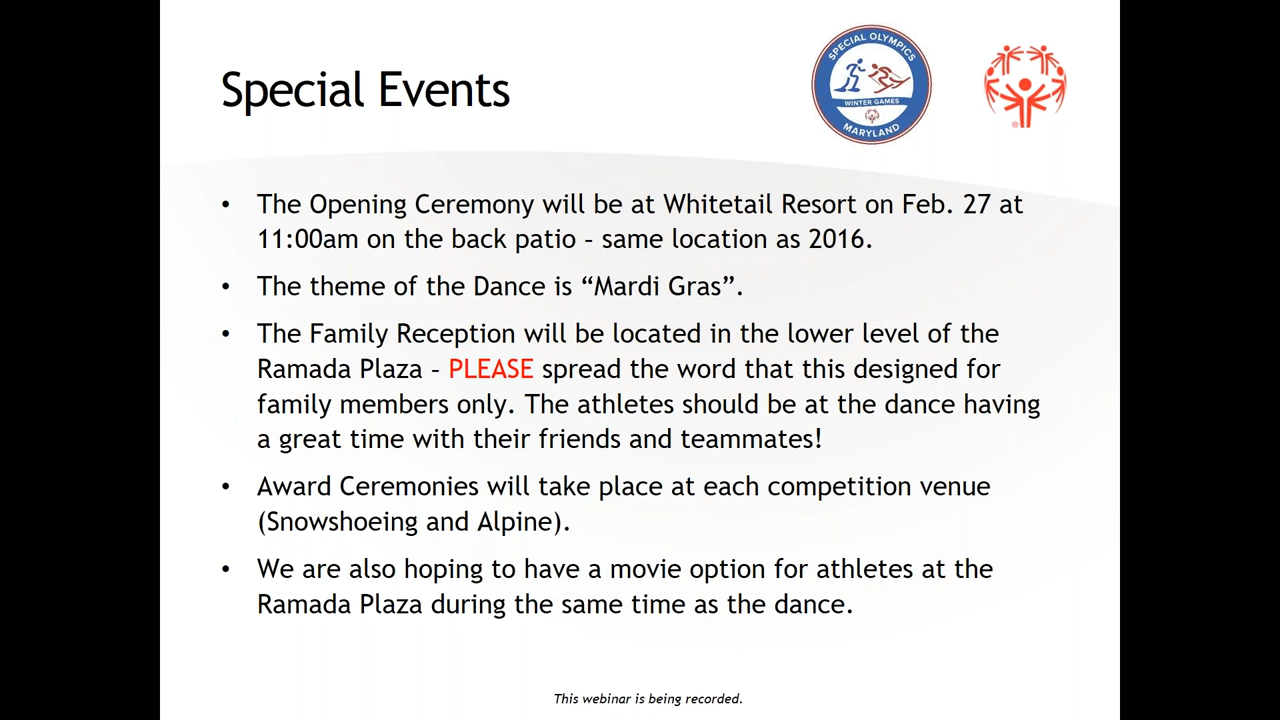 Special Events
SPECIAL OLYMPICS
WINTER GAMES
MARYLAND
®
• The Opening Ceremony will be at Whitetail Resort on Feb. 27 at
11:00am on the back patio – same location as 2016.
• The theme of the Dance is “Mardi Gras”.
• The Family Reception will be located in the lower level of the
Ramada Plaza – PLEASE spread the word that this designed for
family members only. The athletes should be at the dance having
a great time with their friends and teammates!
• Award Ceremonies will take place at each competition venue
(Snowshoeing and Alpine).
• We are also hoping to have a movie option for athletes at the
Ramada Plaza during the same time as the dance.
This webinar is being recorded.